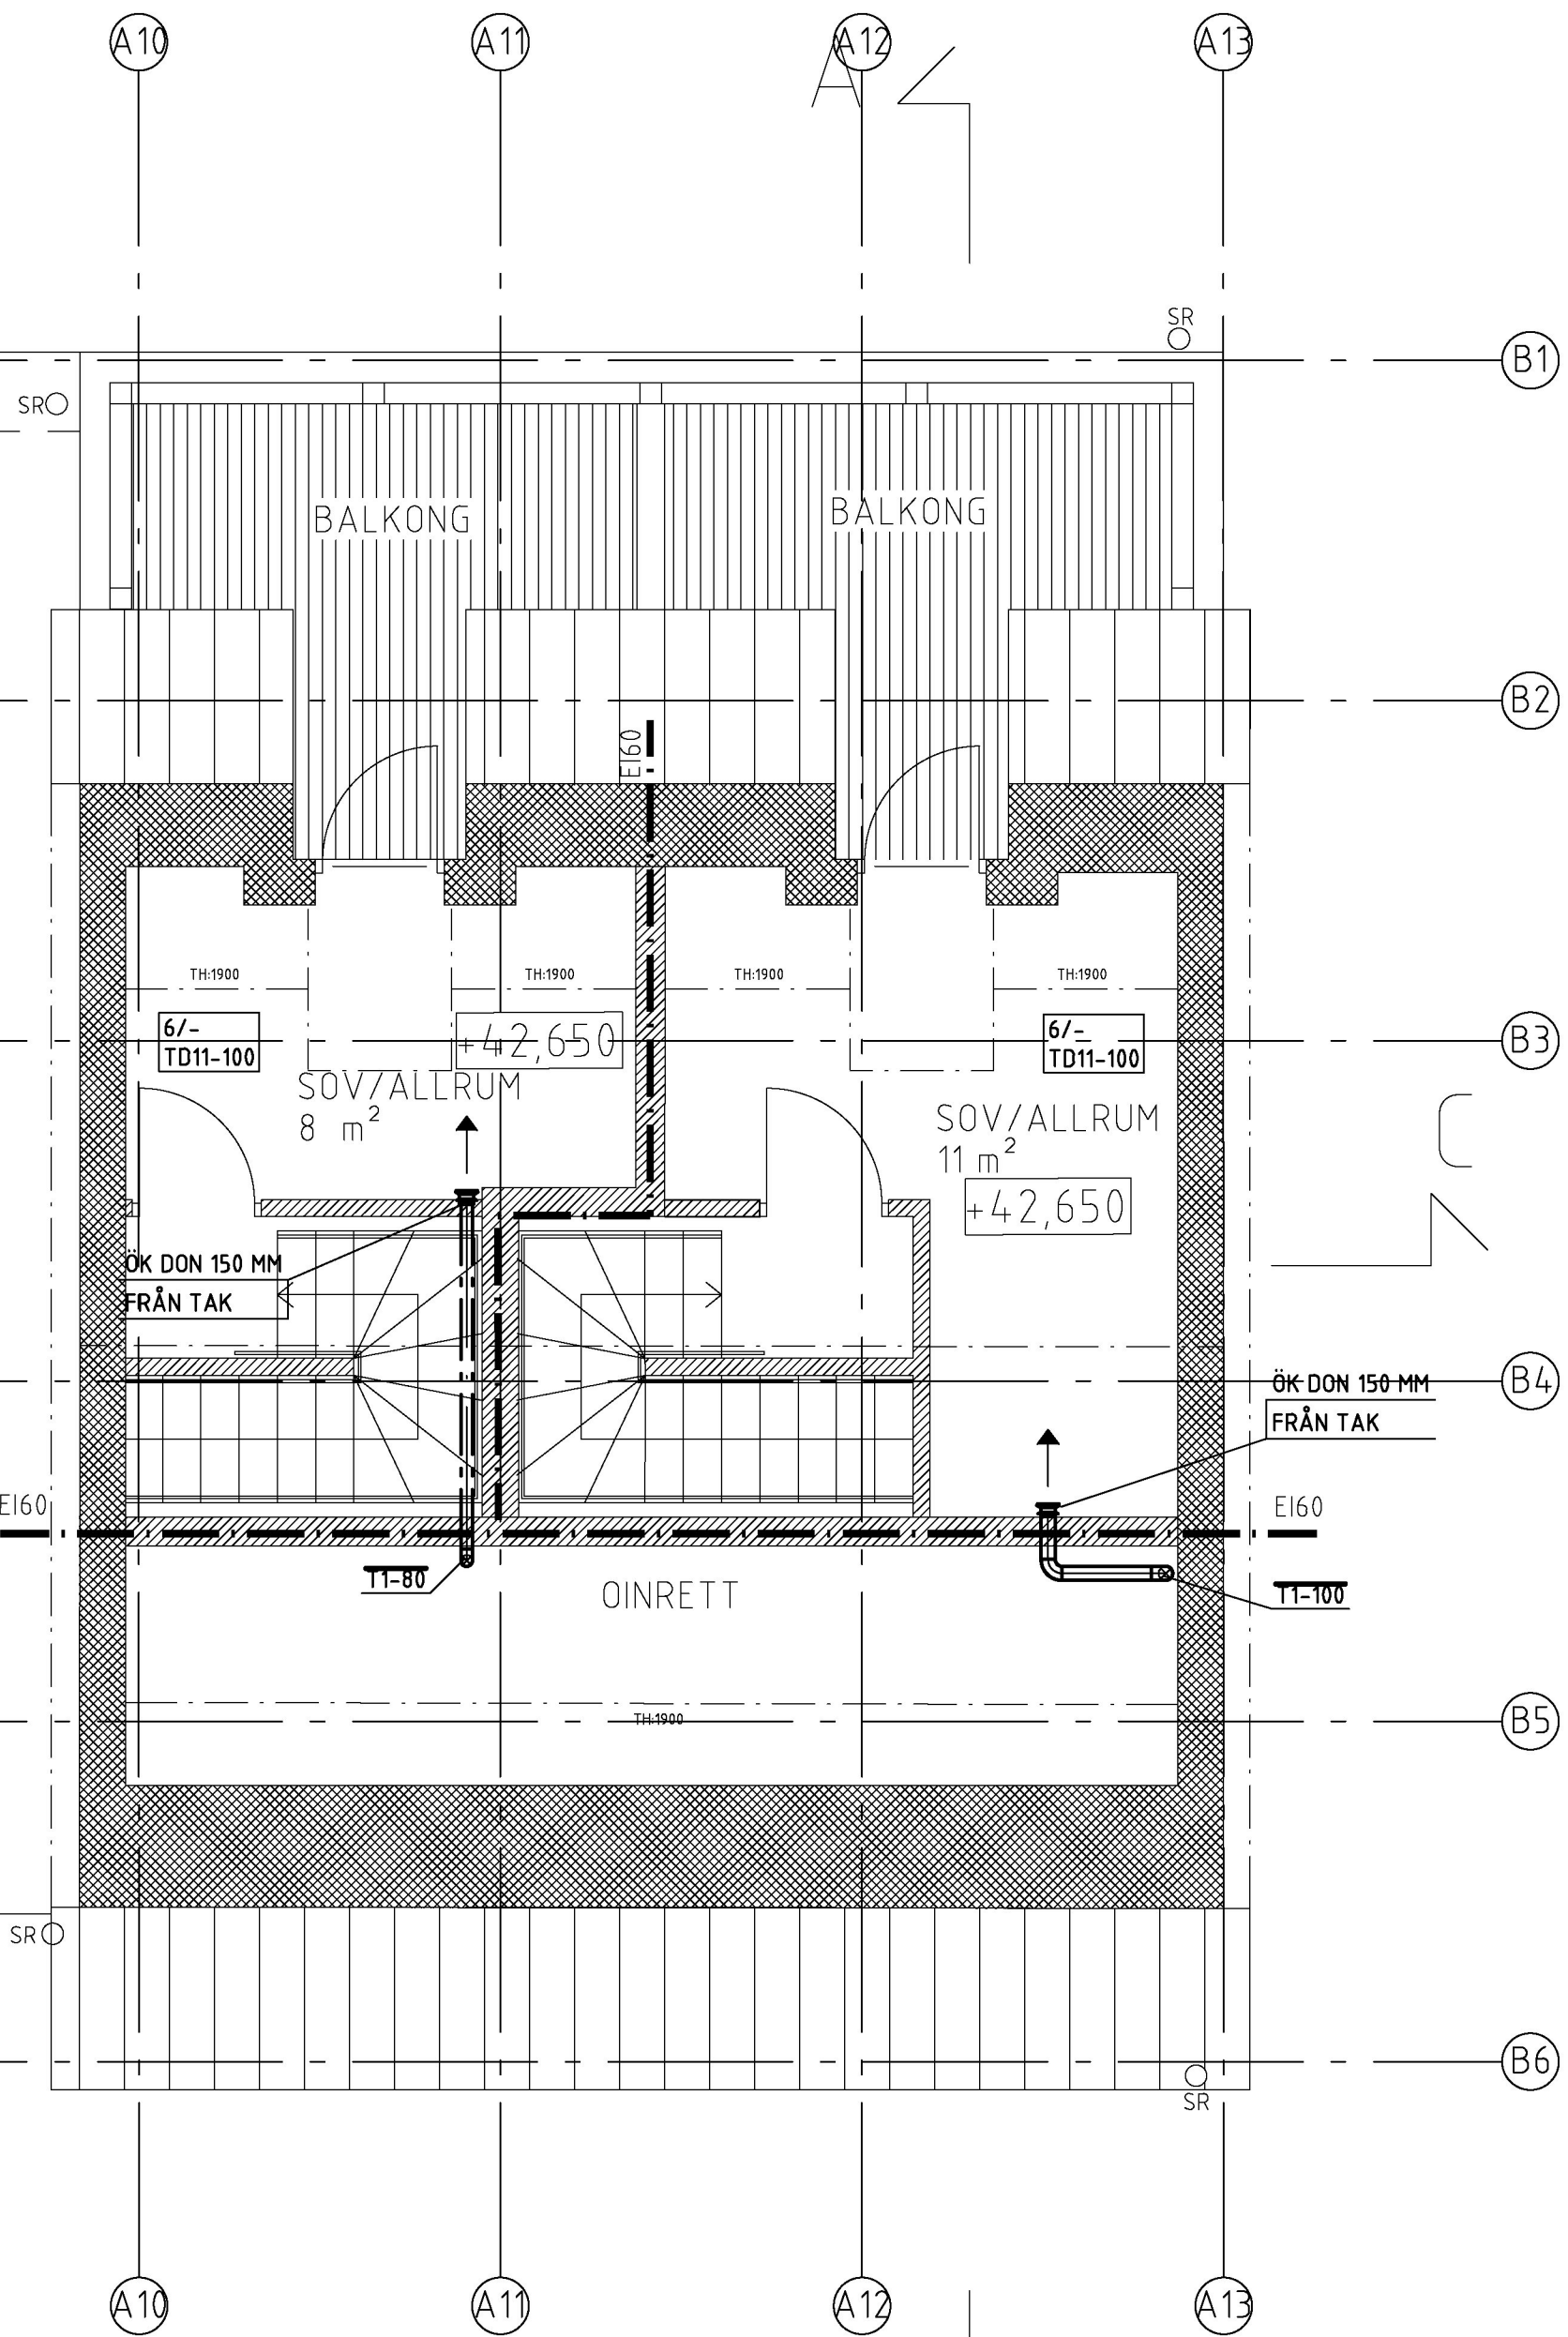 A10
A11
A12
A13
A
SR
B1
SR
BALKONG
BALKONG
B2
EI60
TH:1900
TH:1900
TH:1900
TH:1900
6/-
TD11-100
+42,650
6/-
TD11-100
B3
SOV/ALLRUM
8 m²
SOV/ALLRUM
11 m²
+42,650
C
ÖK DON 150 MM
FRÅN TAK
B4
ÖK DON 150 MM
FRÅN TAK
EI60
EI60
T1-80
OINRETT
T1-100
TH:1900
B5
SR
B6
SR
A10
A11
A12
A13